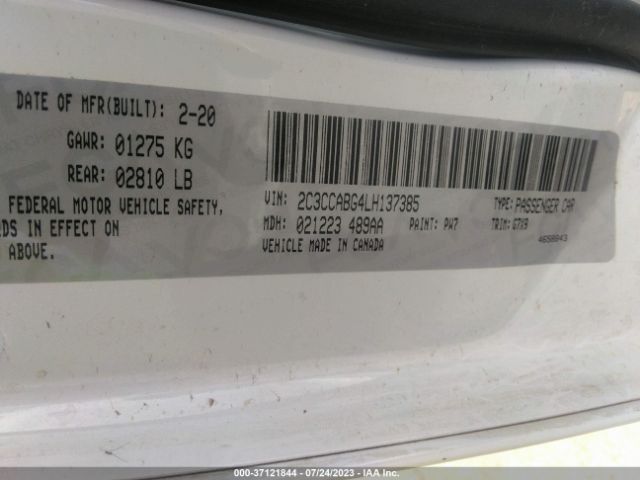 DATE OF MFR(BUILT): 2-20
GAWR: 01275 KG
REAR: 02810 LB
FEDERAL MOTOR VEHICLE SAFETY,
DS IN EFFECT ON
ABOVE.
VIN: 2C3CCABG4LH137385
TYPE: PASSENGER CAR
MDH: 021223 489AA
PAINT: PW7
TRIM: G7X9
VEHICLE MADE IN CANADA
4658943
000-37121844 / 07/24/2023 - IAA Inc.